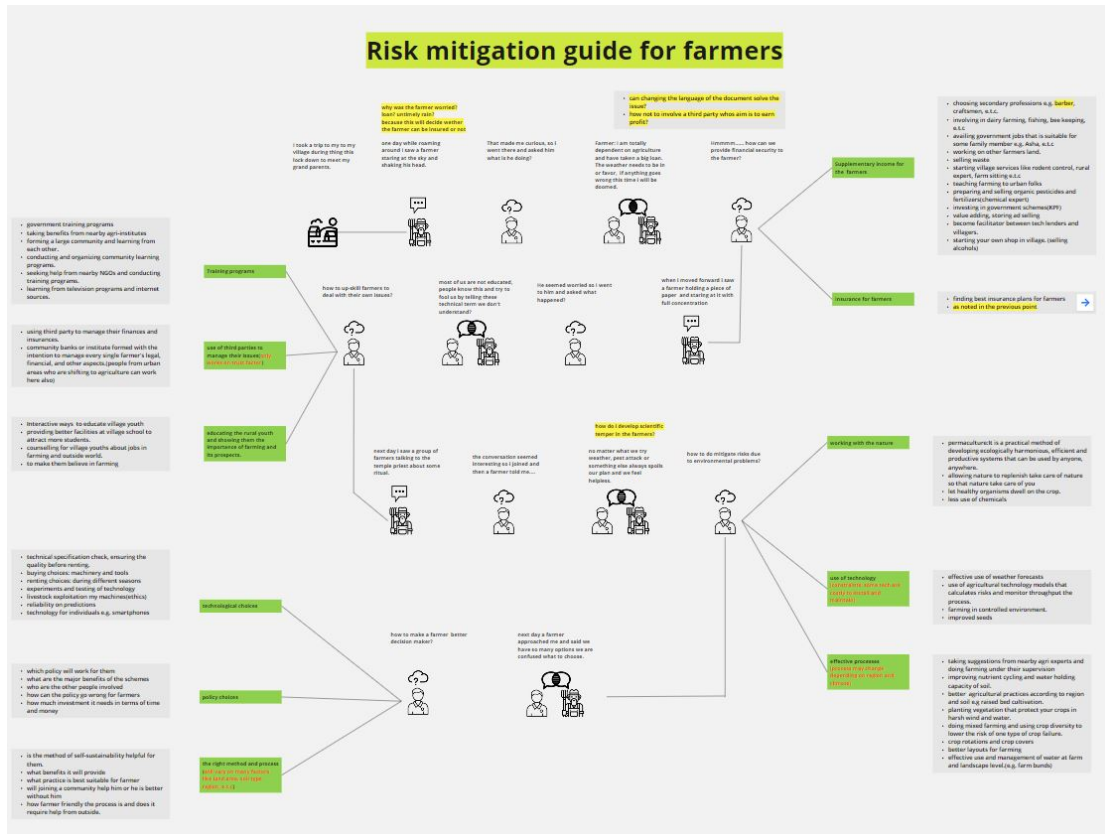 Risk mitigation guide for farmers
why was the farmer worried?
loan? untimely rain?
because this will decide wether
the farmer can be insured or not
• can changing the language of the document solve the
issue?
• how not to involve a third party whos aim is to earn
profit?
I took a trip to my to my
village during thing this
lock down to meet my
grand parents.
one day while roaming
around i saw a farmer
staring at the sky and
shaking his head.
That made me curious, so I
went there and asked him
what is he doing?
Farmer: I am totally
dependent on agriculture
and have taken a big loan.
The weather needs to be in
or favor, if anything goes
wrong this time I will be
doomed.
Hmmmm..... how can we
provide financial security to
the farmer?
Supplementary income for
the farmers
• choosing secondary professions e.g. barber,
craftsmen, e.t.c.
• involving in dairy farming, fishing, bee keeping,
e.t.c
• availing government jobs that is suitable for
some family member e.g. Asha, e.t.c
• working on other farmers land.
• selling waste
• starting village services like rodent control, rural
expert, farm sitting e.t.c
• teaching farming to urban folks
• preparing and selling organic pesticides and
fertilizers(chemical expert)
• investing in government schemes(KPF)
• value adding, storing ad selling
• become facilitator between tech lenders and
villagers.
• starting your own shop in village. (selling
alcohols)
insurance for farmers
• finding best insurance plans for farmers
• as noted in the previous point
• government training programs
• taking benefits from nearby agri-institutes
• forming a large community and learning from
each other.
• conducting and organising community learning
programs.
• seeking help from nearby NGOs and conducting
training programs.
• learning from television programs and internet
sources.
Training programs
how to up-skill farmers to
deal with their own issues?
most of us are not educated,
people know this and try to
fool us by telling these
technical term we don't
understand?
He seemed worried so i went
to him and asked what
happened?
when I moved forward I saw
a farmer holding a piece of
paper and staring at it with
full concentration
• using third party to manage their finances and
insurances.
• community banks or institute formed with the
intention to manage every single farmer's legal,
financial, and other aspects.(people from urban
areas who are shifting to agriculture can work
here also)
use of third parties to
manage their issues
• Interactive ways to educate village youth
• providing better facilities at village school to
attract more students.
• counselling for village youths about jobs in
farming and outside world.
• to make them believe in farming
educating the rural youth
and showing them the
importance of farming and
its prospects.
next day I saw a group of
farmers talking to the
temple priest about some
ritual.
the conversation seemed
interesting so i joined and
then a farmer told me....
how do i develop scientific
temper in the farmers?
no matter what we try
weather, pest attack or
something else always spoils
our plan and we feel
helpless.
how to do mitigate risks due
to environmental problems?
working with the nature
• permaculture:It is a practical method of
developing ecologically harmonious, efficient and
productive systems that can be used by anyone,
anywhere.
• allowing nature to replenish take care of nature
so that nature take care of you
• let healthy organisms dwell on the crop.
• less use of chemicals
use of technology
• effective use of weather forecasts
• use of agricultural technology models that
calculates risks and monitor throughput the
process.
• farming in controlled environment.
• improved seeds
effective processes
• taking suggestions from nearby agri experts and
doing farming under their supervision
• improving nutrient cycling and water holding
capacity of soil.
• better agricultural practices according to region
and soil e.g raised bed cultivation.
• planting vegetation that protect your crops in
harsh wind and water.
• doing mixed farming and using crop diversity to
lower the risk of one type of crop failure.
• crop rotations and crop covers
• better layouts for farming
• effective use and management of water at farm
and landscape level.(e.g. farm bunds)
• technical specification check, ensuring the
quality before renting.
• buying choices: machinery and tools
• renting choices: during different seasons
• experiments and testing of technology
• livestock exploitation my machines(ethics)
• reliability on predictions
• technology for individuals e.g. smartphones
technological choices
how to make a farmer better
decision maker?
next day a farmer
approached me and said we
have so many options we are
confused what to choose.
• which policy will work for them
• what are the major benefits of the schemes
• who are the other people involved
• how can the policy go wrong for farmers
• how much investment it needs in terms of time
and money
policy choices
• is the method of self-sustainability helpful for
them.
• what benefits it will provide
• what practice is best suitable for farmer
• will joining a community help him or he is better
without him
• how farmer friendly the process is and does it
require help from outside.
the right method and process